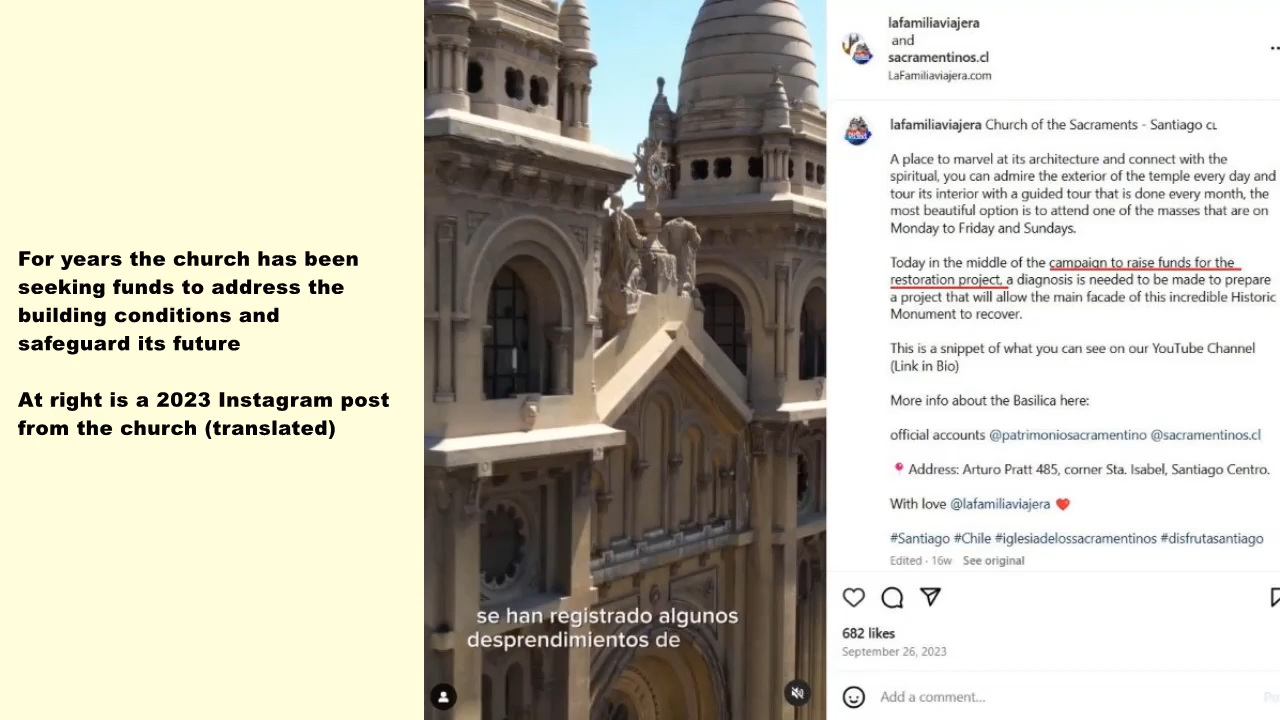 For years the church has been
seeking funds to address the
building conditions and
safeguard its future
At right is a 2023 Instagram post
from the church (translated)
se han registrado algunos
desprendimientos de
lafamiliaviajera
and
sacramentinos.cl
LaFamiliaviajera.com
lafamiliaviajera Church of the Sacraments - Santiago CL
A place to marvel at its architecture and connect with the
spiritual, you can admire the exterior of the temple every day and
tour its interior with a guided tour that is done every month, the
most beautiful option is to attend one of the masses that are on
Monday to Friday and Sundays.
Today in the middle of the campaign to raise funds for the
restoration project, a diagnosis is needed to be made to prepare
a project that will allow the main facade of this incredible Historic
Monument to recover.
This is a snippet of what you can see on our YouTube Channel
(Link in Bio)
More info about the Basilica here:
official accounts @patrimoniosacramentino @sacramentinos.cl
📍 Address: Arturo Pratt 485, corner Sta. Isabel, Santiago Centro.
With love @lafamiliaviajera ❤️
#Santiago #Chile #iglesiadelossacramentinos #disfrutasantiago
Edited · 16w See original
682 likes
September 26, 2023
Add a comment...